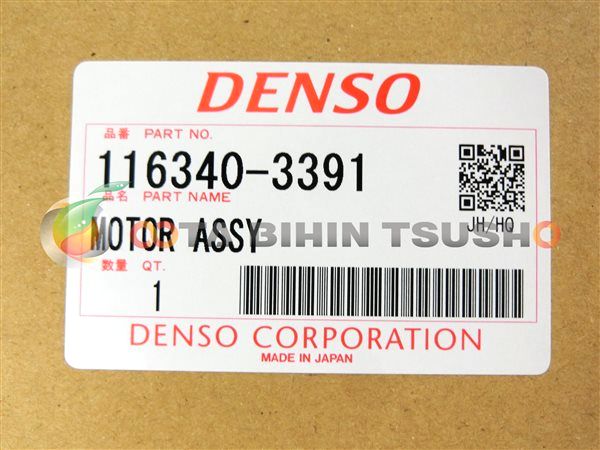 DENSO
品番 PART NO.
116340-3391
品名 PART NAME
JH/HQ
MOTOR ASSY
OOTA BIHIN TSUSHO
数量 QT.
1
DENSO CORPORATION
MADE IN JAPAN